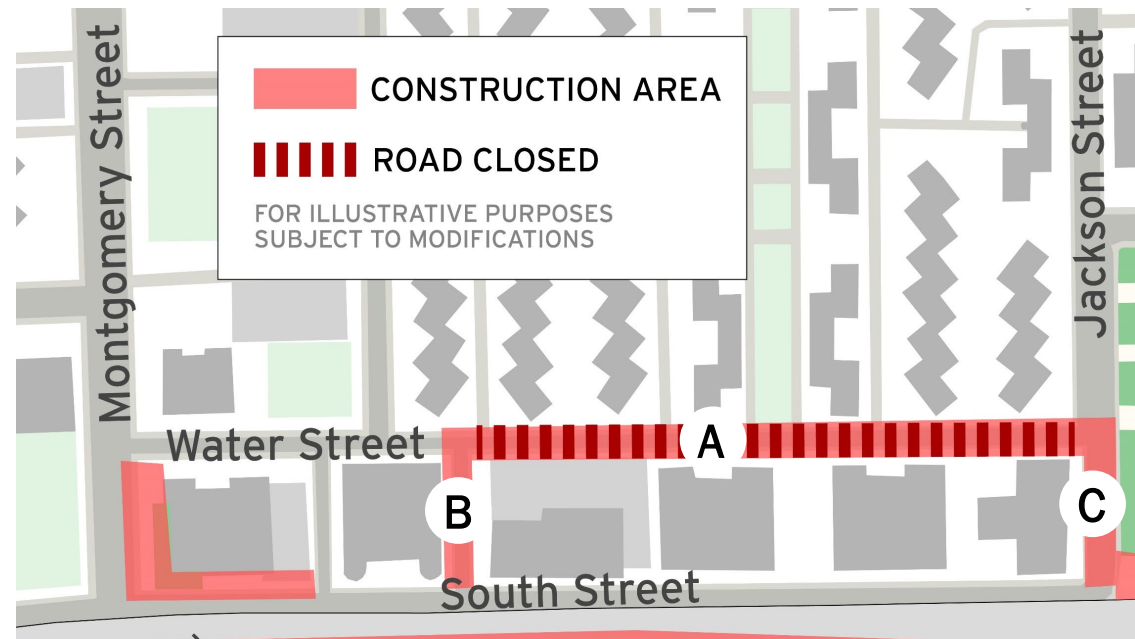 Montgomery Street
CONSTRUCTION AREA
ROAD CLOSED
FOR ILLUSTRATIVE PURPOSES
SUBJECT TO MODIFICATIONS
Jackson Street
Water Street
A
B
C
South Street